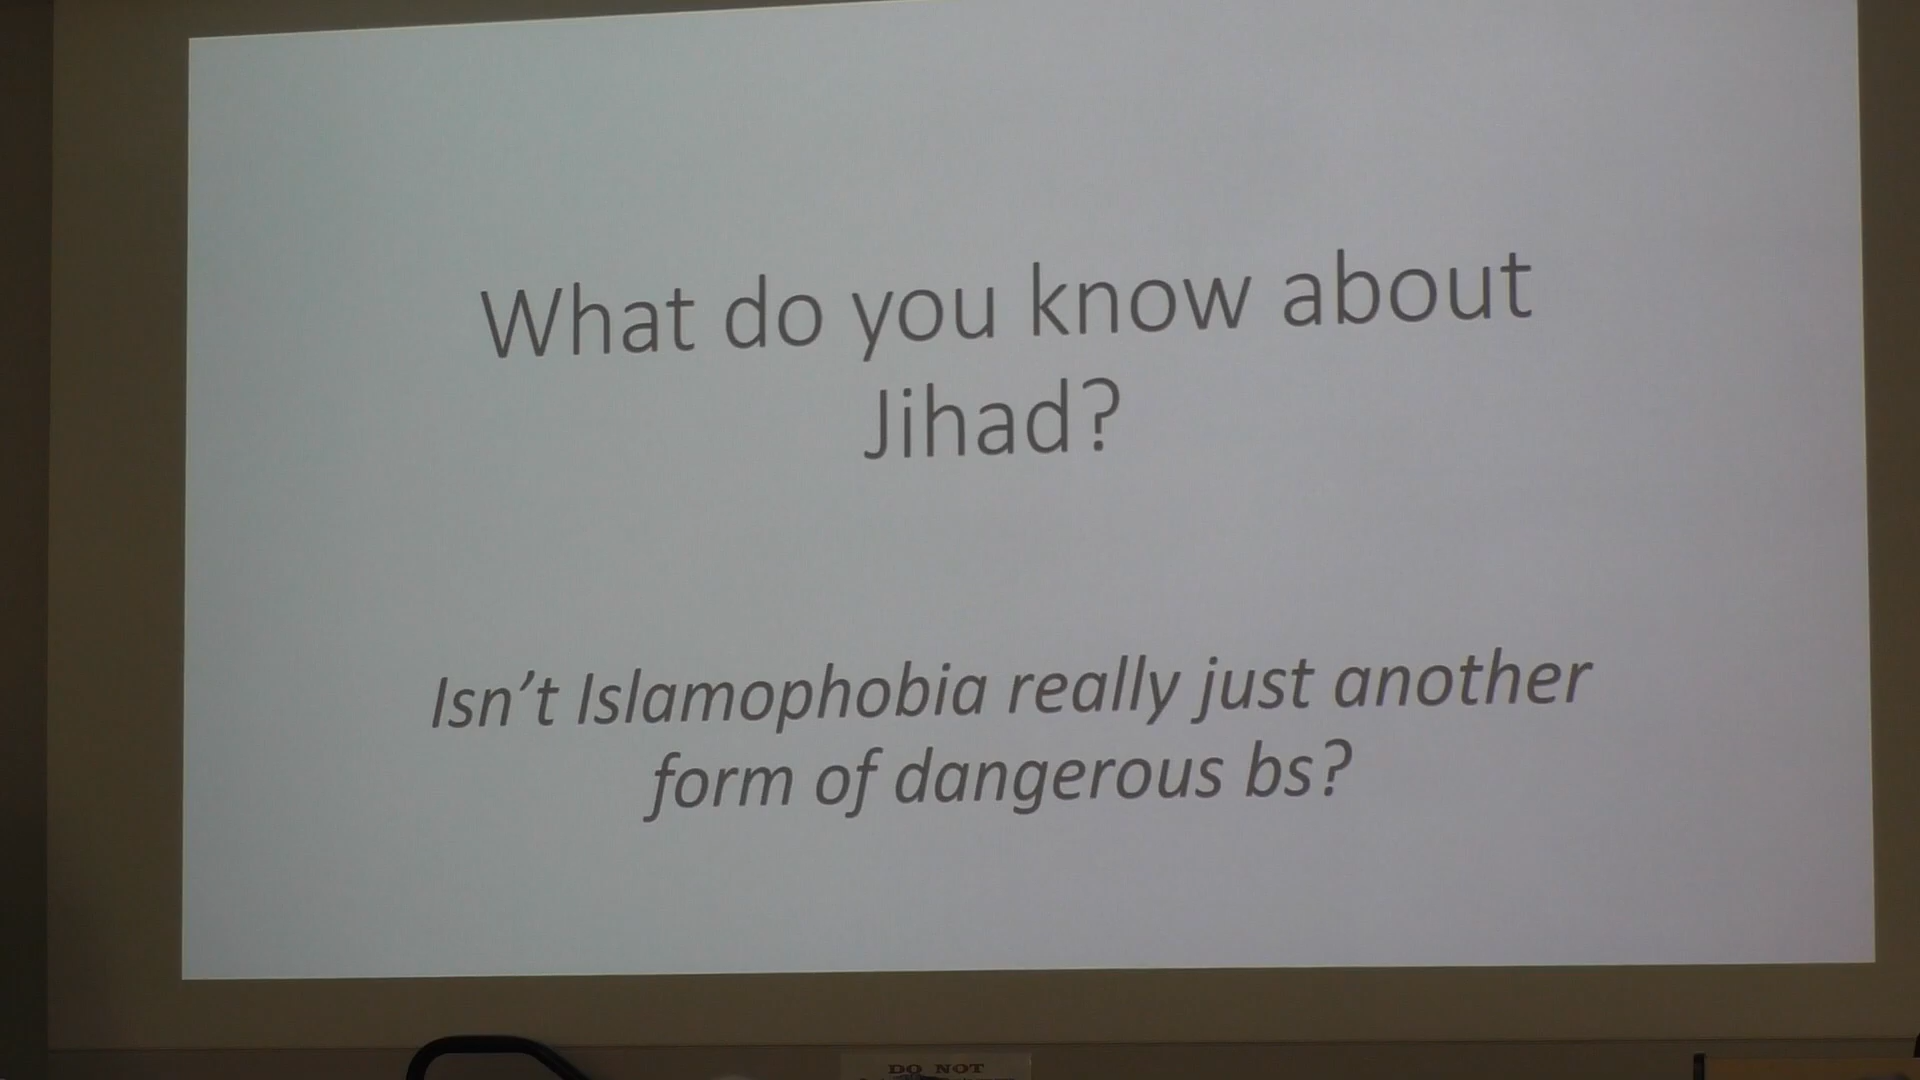 What do you know about
Jihad?
Isn't Islamophobia really just another
form of dangerous bs?
DO NOT